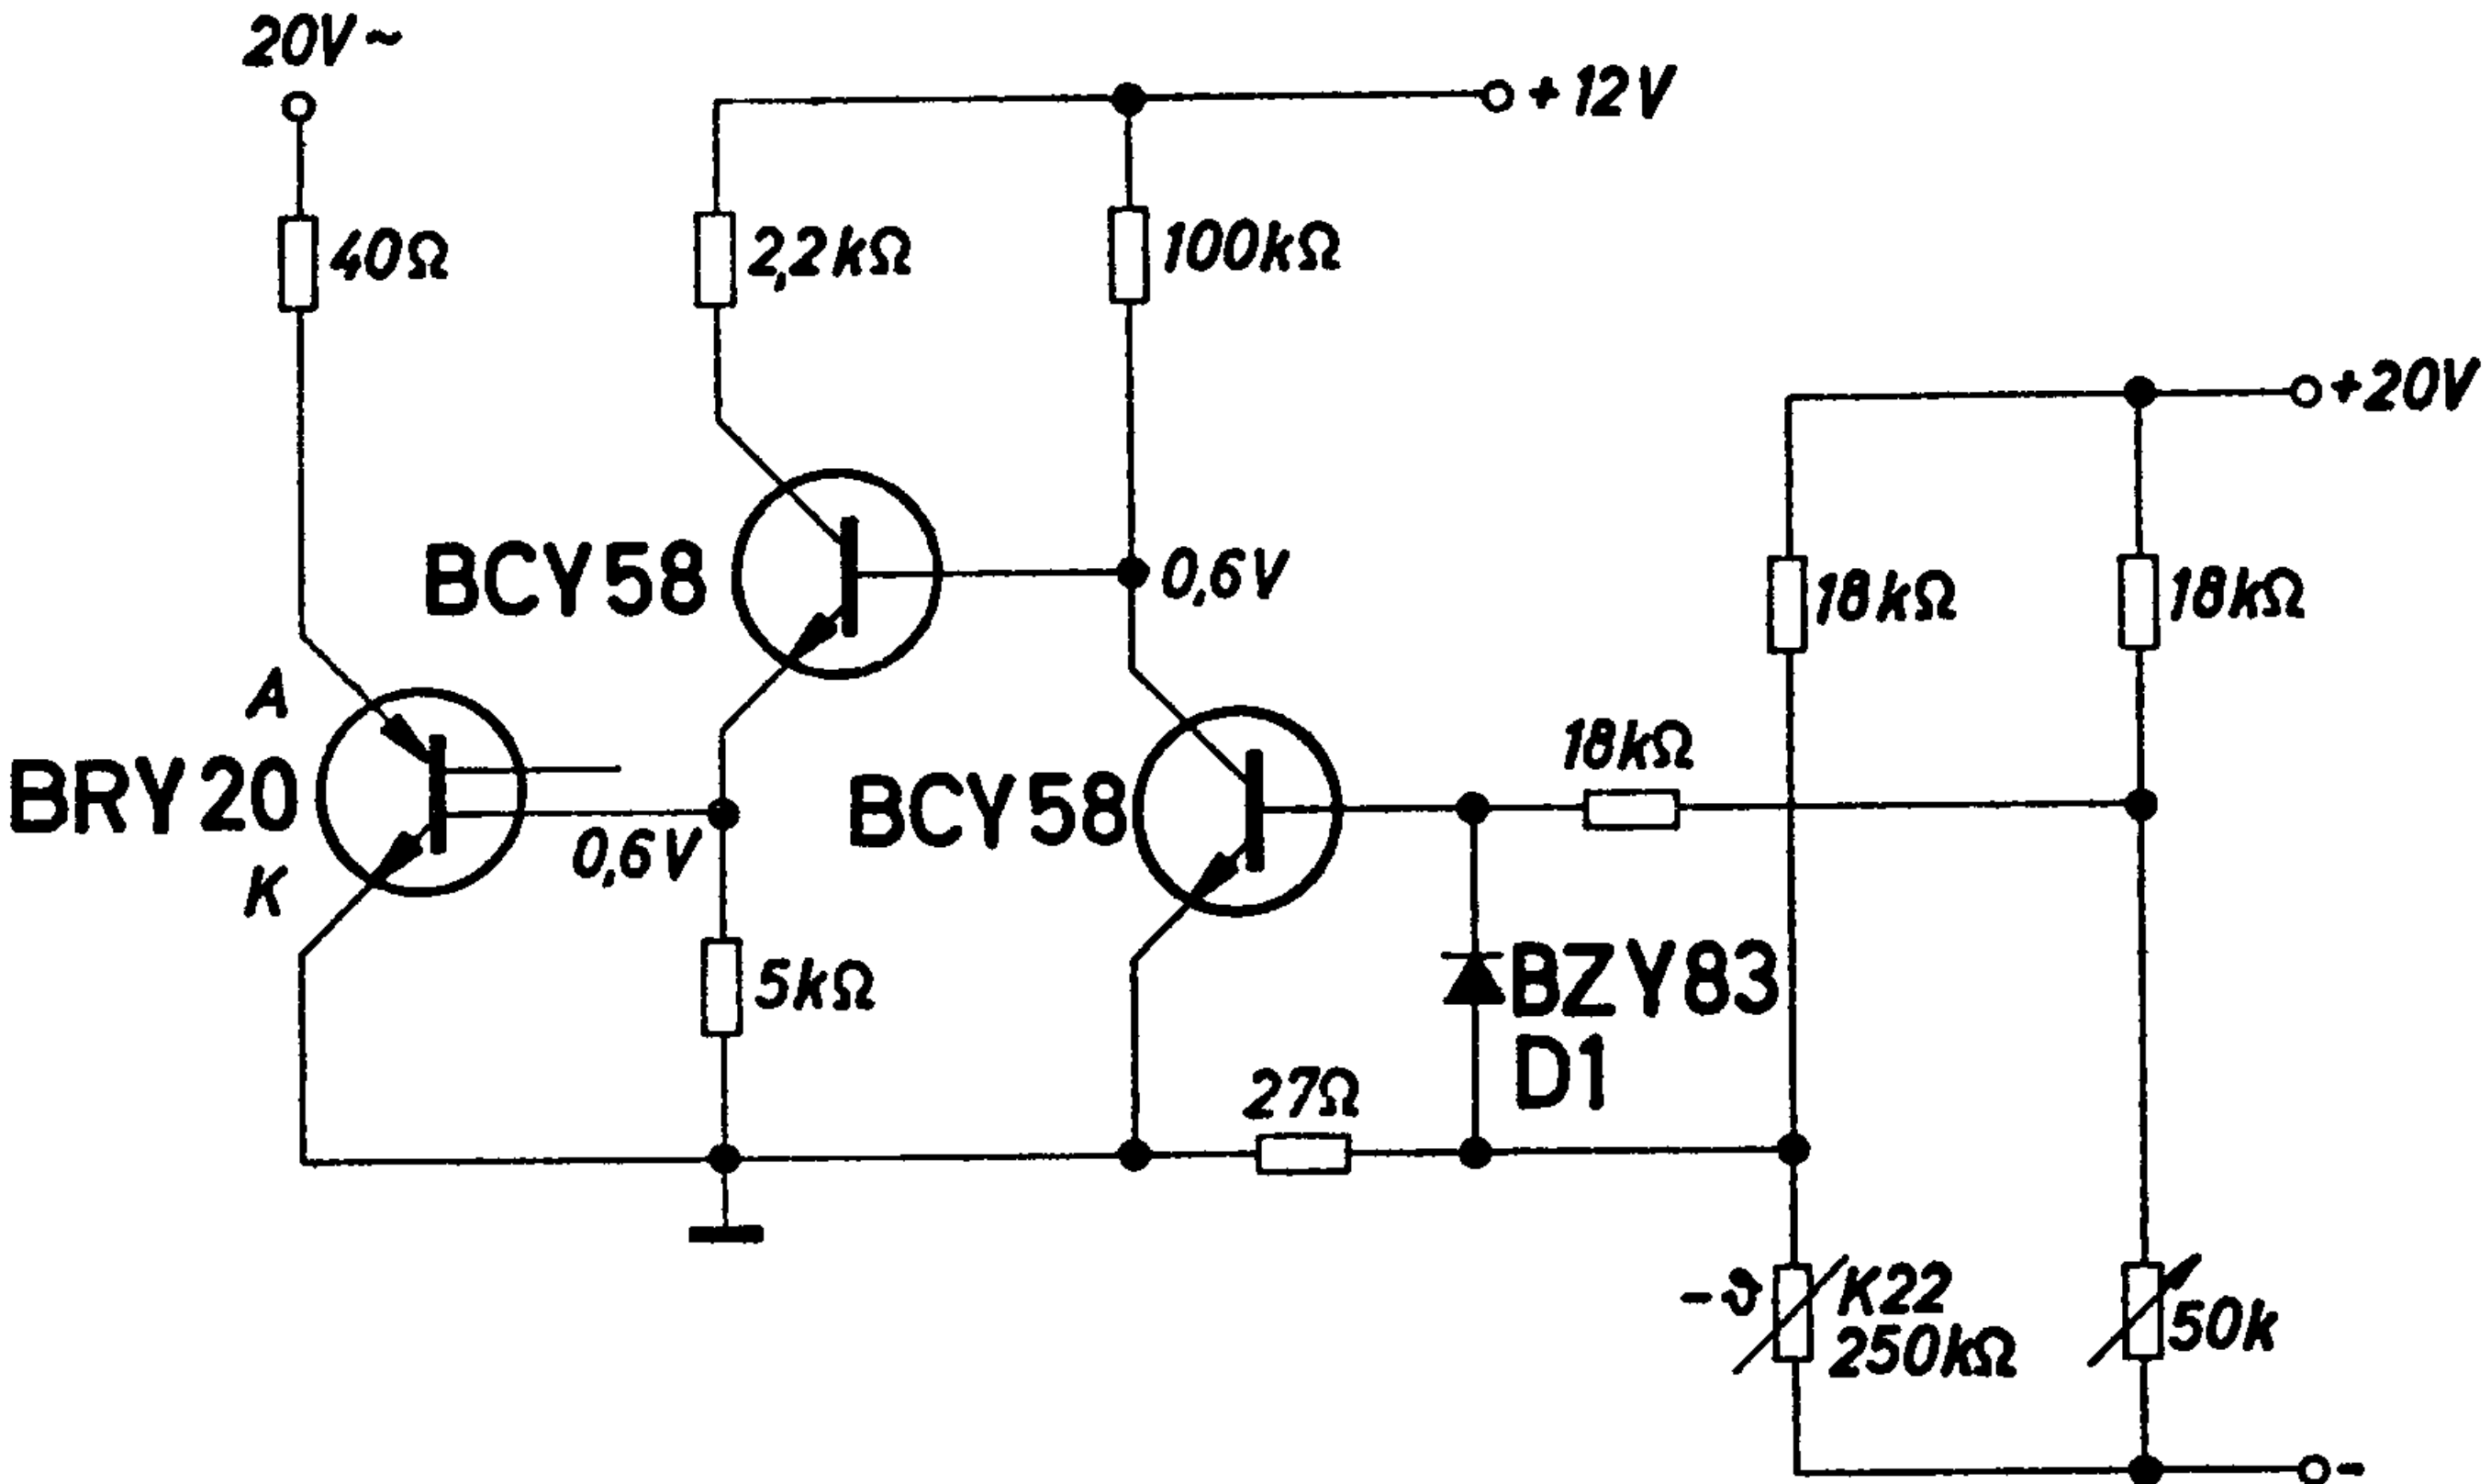 20V~
+12V
40Ω
2,2kΩ
100kΩ
+20V
BCY58
0,6V
18kΩ
18kΩ
A
BRY20
K
0,6V
BCY58
18kΩ
5kΩ
BZY83
D1
27Ω
-ϑ
K22
250kΩ
50k
-